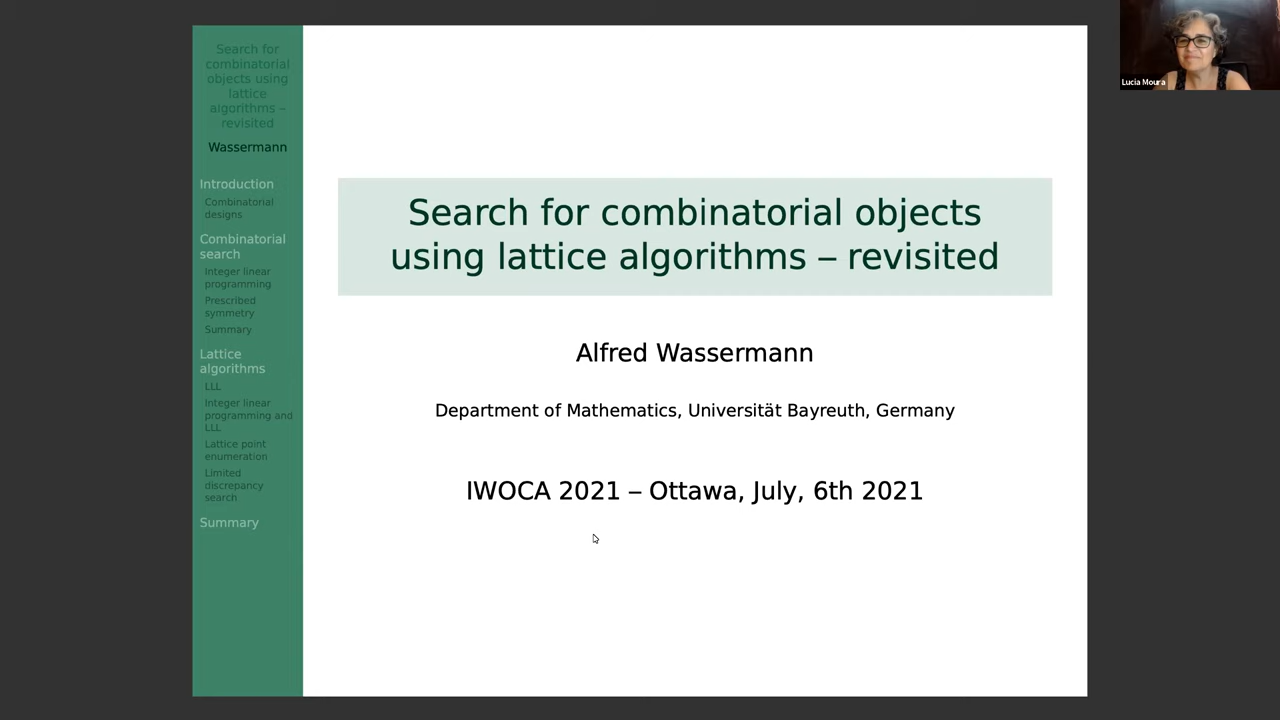 Search for
combinatorial
objects using
lattice
algorithms –
revisited
Wassermann
Introduction
Combinatorial
designs
Combinatorial
search
Integer linear
programming
Prescribed
symmetry
Summary
Lattice
algorithms
LLL
Integer linear
programming and
LLL
Lattice point
enumeration
Limited
discrepancy
search
Summary
Search for combinatorial objects
using lattice algorithms – revisited
Alfred Wassermann
Department of Mathematics, Universität Bayreuth, Germany
IWOCA 2021 – Ottawa, July, 6th 2021
Lucia Moura